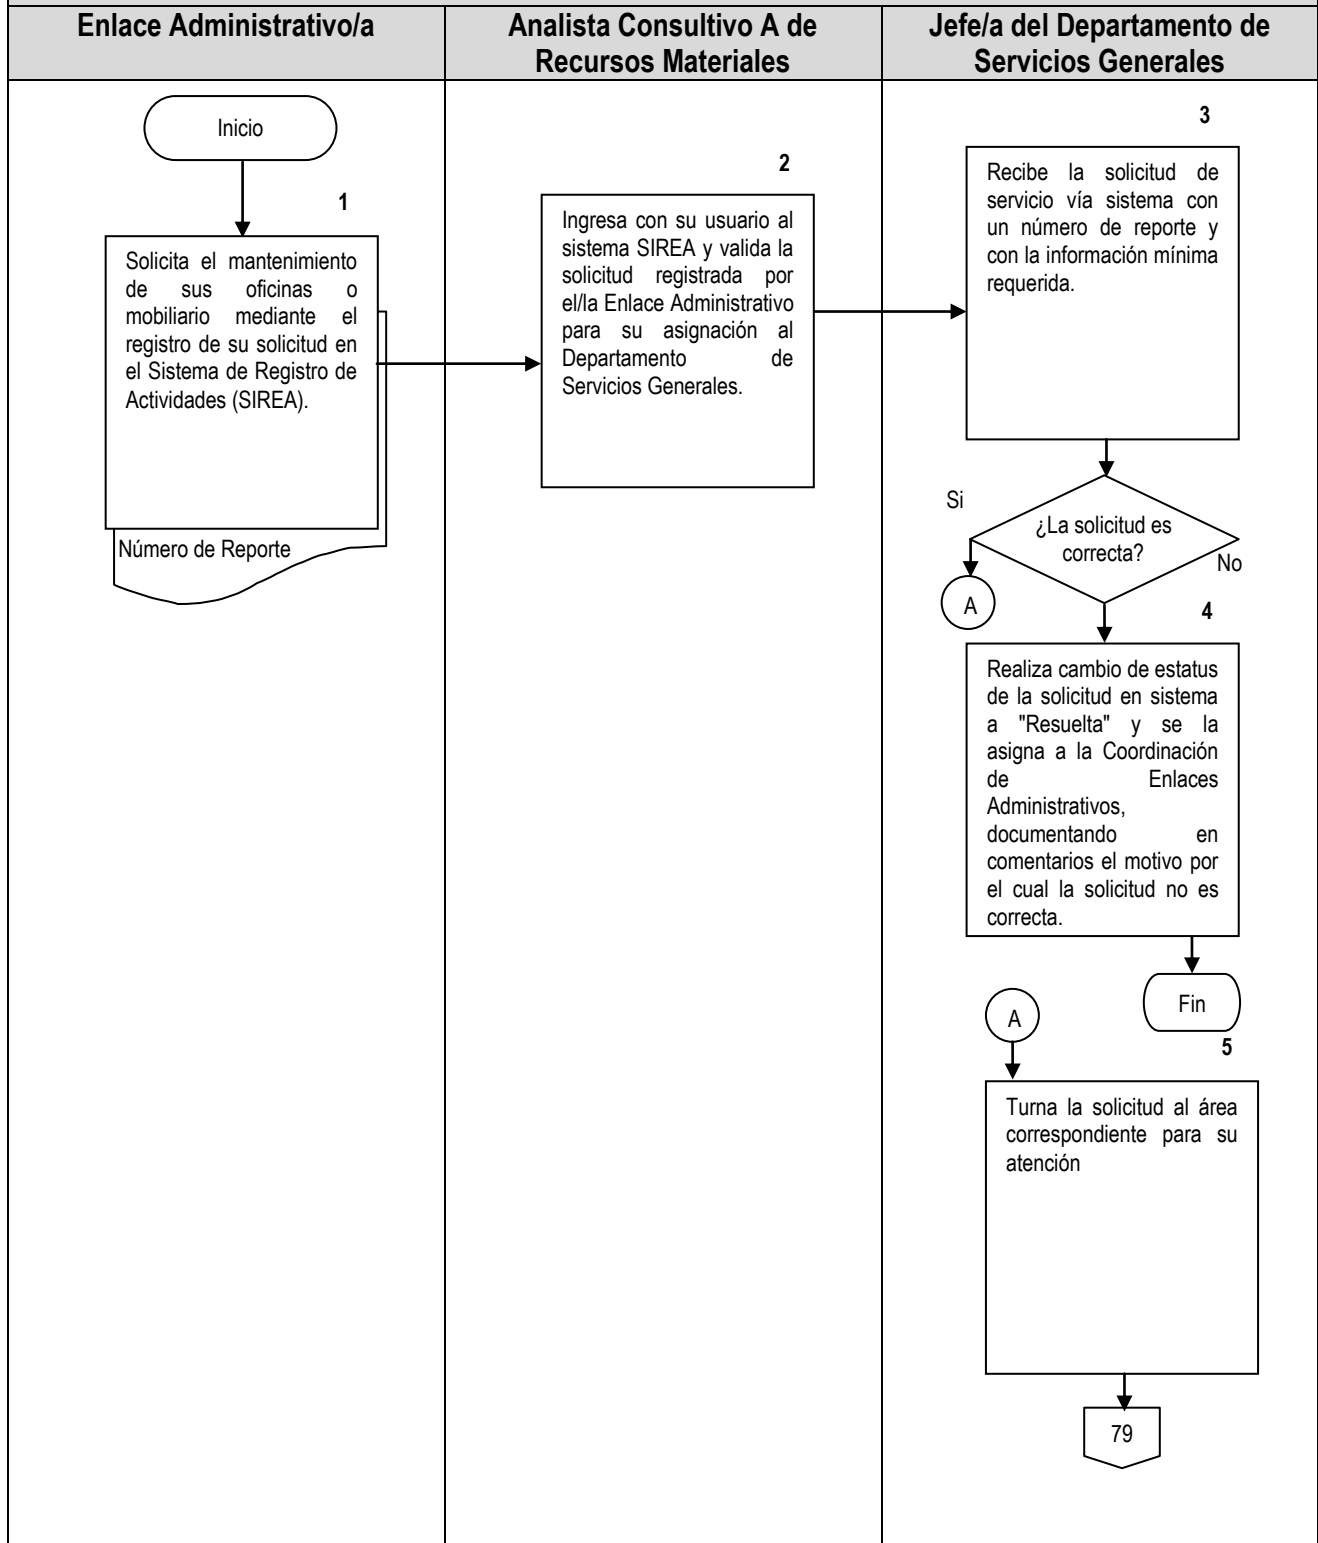 Enlace Administrativo/a
Analista Consultivo A de
Recursos Materiales
Jefe/a del Departamento de
Servicios Generales
Inicio
1
Solicita el mantenimiento
de sus oficinas o
mobiliario mediante el
registro de su solicitud en
el Sistema de Registro de
Actividades (SIREA).
Número de Reporte
2
Ingresa con su usuario al
sistema SIREA y valida la
solicitud registrada por
el/la Enlace Administrativo
para su asignación al
Departamento de
Servicios Generales.
3
Recibe la solicitud de
servicio vía sistema con
un número de reporte y
con la información mínima
requerida.
Si
¿La solicitud es
correcta?
No
A
4
Realiza cambio de estatus
de la solicitud en sistema
a "Resuelta" y se la
asigna a la Coordinación
de Enlaces
Administrativos,
documentando en
comentarios el motivo por
el cual la solicitud no es
correcta.
Fin
A
5
Turna la solicitud al área
correspondiente para su
atención
79